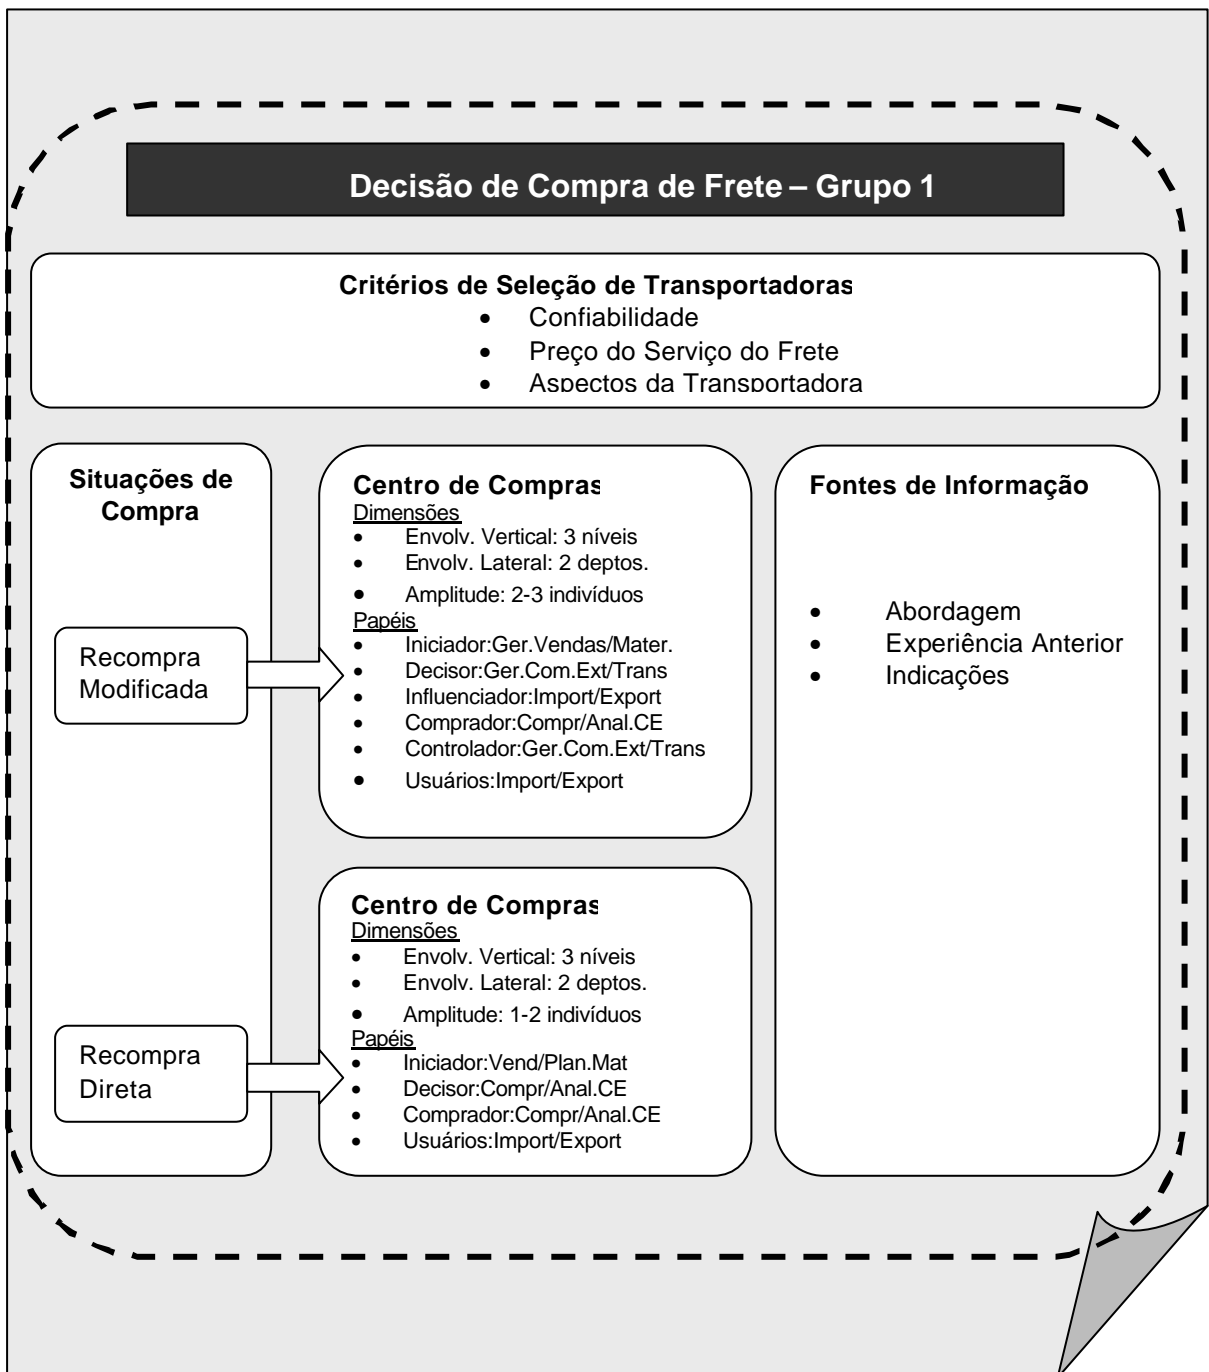 Decisão de Compra de Frete – Grupo 1
Critérios de Seleção de Transportadoras
• Confiabilidade
• Preço do Serviço do Frete
• Aspectos da Transportadora
Situações de
Compra
Recompra
Modificada
Recompra
Direta
Centro de Compras
Dimensões
• Envolv. Vertical: 3 níveis
• Envolv. Lateral: 2 deptos.
• Amplitude: 2-3 indivíduos
Papéis
• Iniciador:Ger.Vendas/Mater.
• Decisor:Ger.Com.Ext/Trans
• Influenciador:Import/Export
• Comprador:Compr/Anal.CE
• Controlador:Ger.Com.Ext/Trans
• Usuários:Import/Export
Centro de Compras
Dimensões
• Envolv. Vertical: 3 níveis
• Envolv. Lateral: 2 deptos.
• Amplitude: 1-2 indivíduos
Papéis
• Iniciador:Vend/Plan.Mat
• Decisor:Compr/Anal.CE
• Comprador:Compr/Anal.CE
• Usuários:Import/Export
Fontes de Informação
• Abordagem
• Experiência Anterior
• Indicações